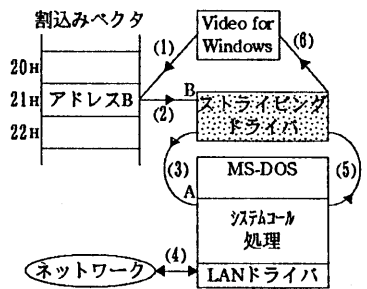 割込みベクタ
20H
21H
22H
アドレスB
(1)
Video for
Windows
(6)
(2)
B
ストライピング
ドライバ
(3)
(5)
A
MS-DOS
システムコール
処理
(4)
ネットワーク
LANドライバ